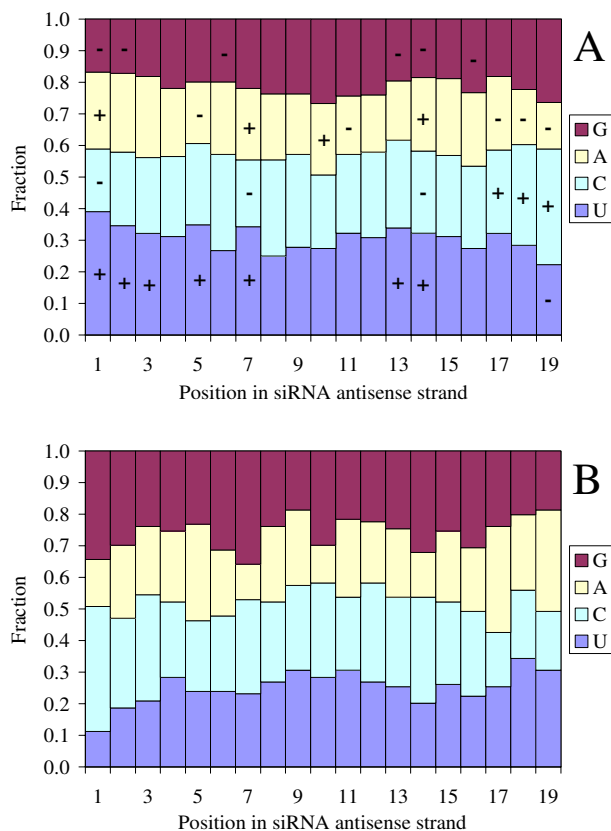 A
1.0
0.9
0.8
0.7
0.6
0.5
0.4
0.3
0.2
0.1
0.0
Fraction
- - - - - -
+ - + + - + - - -
- - - + + +
+ + + + + + + -
G
A
C
U
1 3 5 7 9 11 13 15 17 19
Position in siRNA antisense strand
B
1.0
0.9
0.8
0.7
0.6
0.5
0.4
0.3
0.2
0.1
0.0
Fraction
G
A
C
U
1 3 5 7 9 11 13 15 17 19
Position in siRNA antisense strand